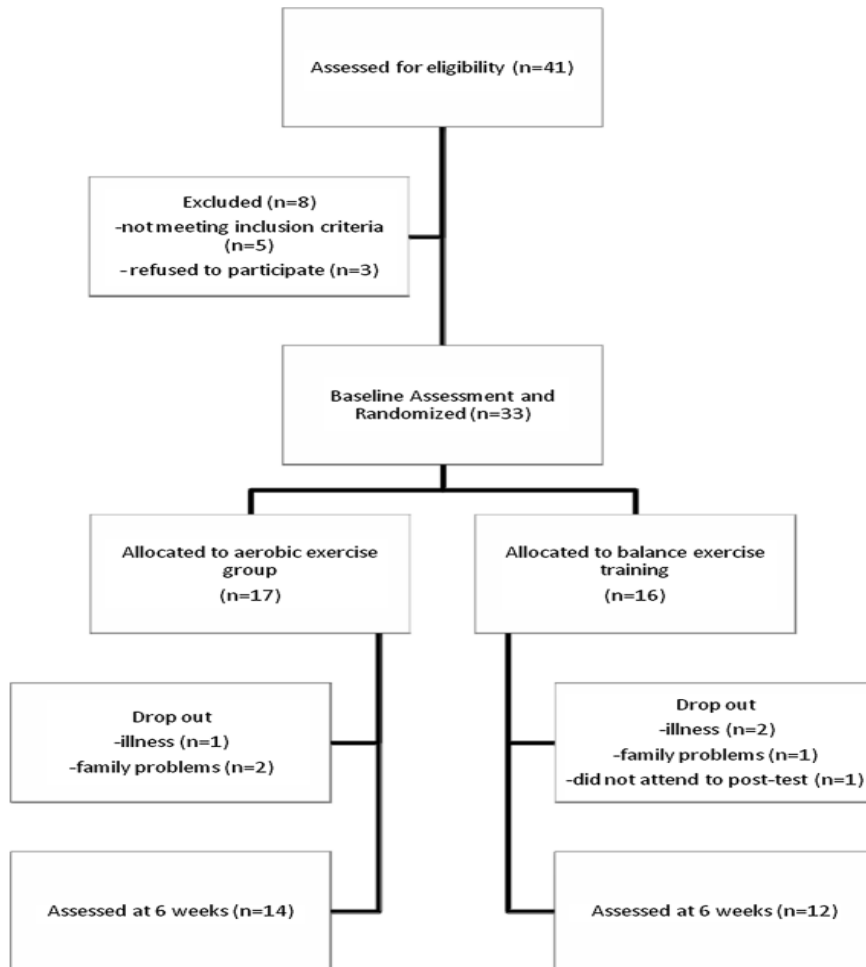 Assessed for eligibility (n=41)
Excluded (n=8)
-not meeting inclusion criteria
(n=5)
-refused to participate (n=3)
Baseline Assessment and
Randomized (n=33)
Allocated to aerobic exercise
group
(n=17)
Allocated to balance exercise
training
(n=16)
Drop out
-illness (n=1)
-family problems (n=2)
Drop out
-illness (n=2)
-family problems (n=1)
-did not attend to post-test (n=1)
Assessed at 6 weeks (n=14)
Assessed at 6 weeks (n=12)